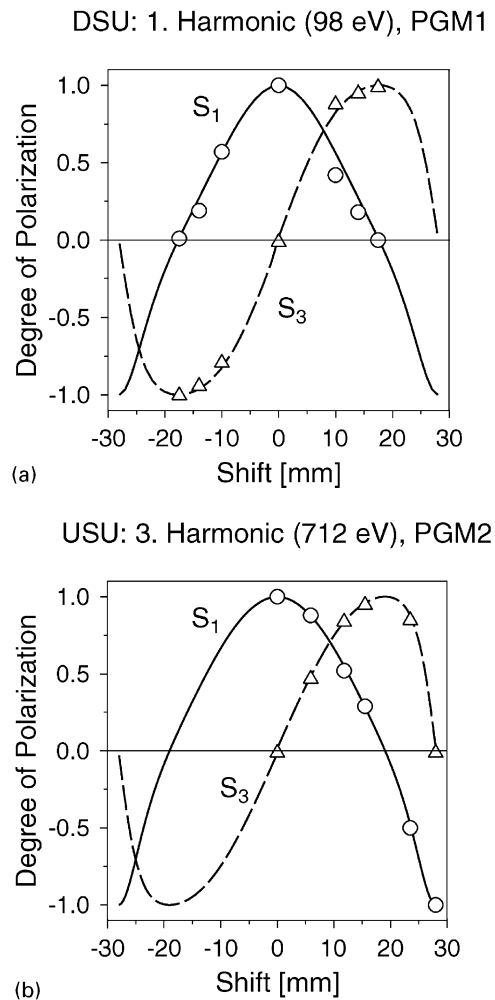 DSU: 1. Harmonic (98 eV), PGM1
1.0
0.5
0.0
-0.5
-1.0
Degree of Polarization
S1
S3
-30 -20 -10 0 10 20 30
Shift [mm]
(a)
USU: 3. Harmonic (712 eV), PGM2
1.0
0.5
0.0
-0.5
-1.0
Degree of Polarization
S1
S3
-30 -20 -10 0 10 20 30
Shift [mm]
(b)